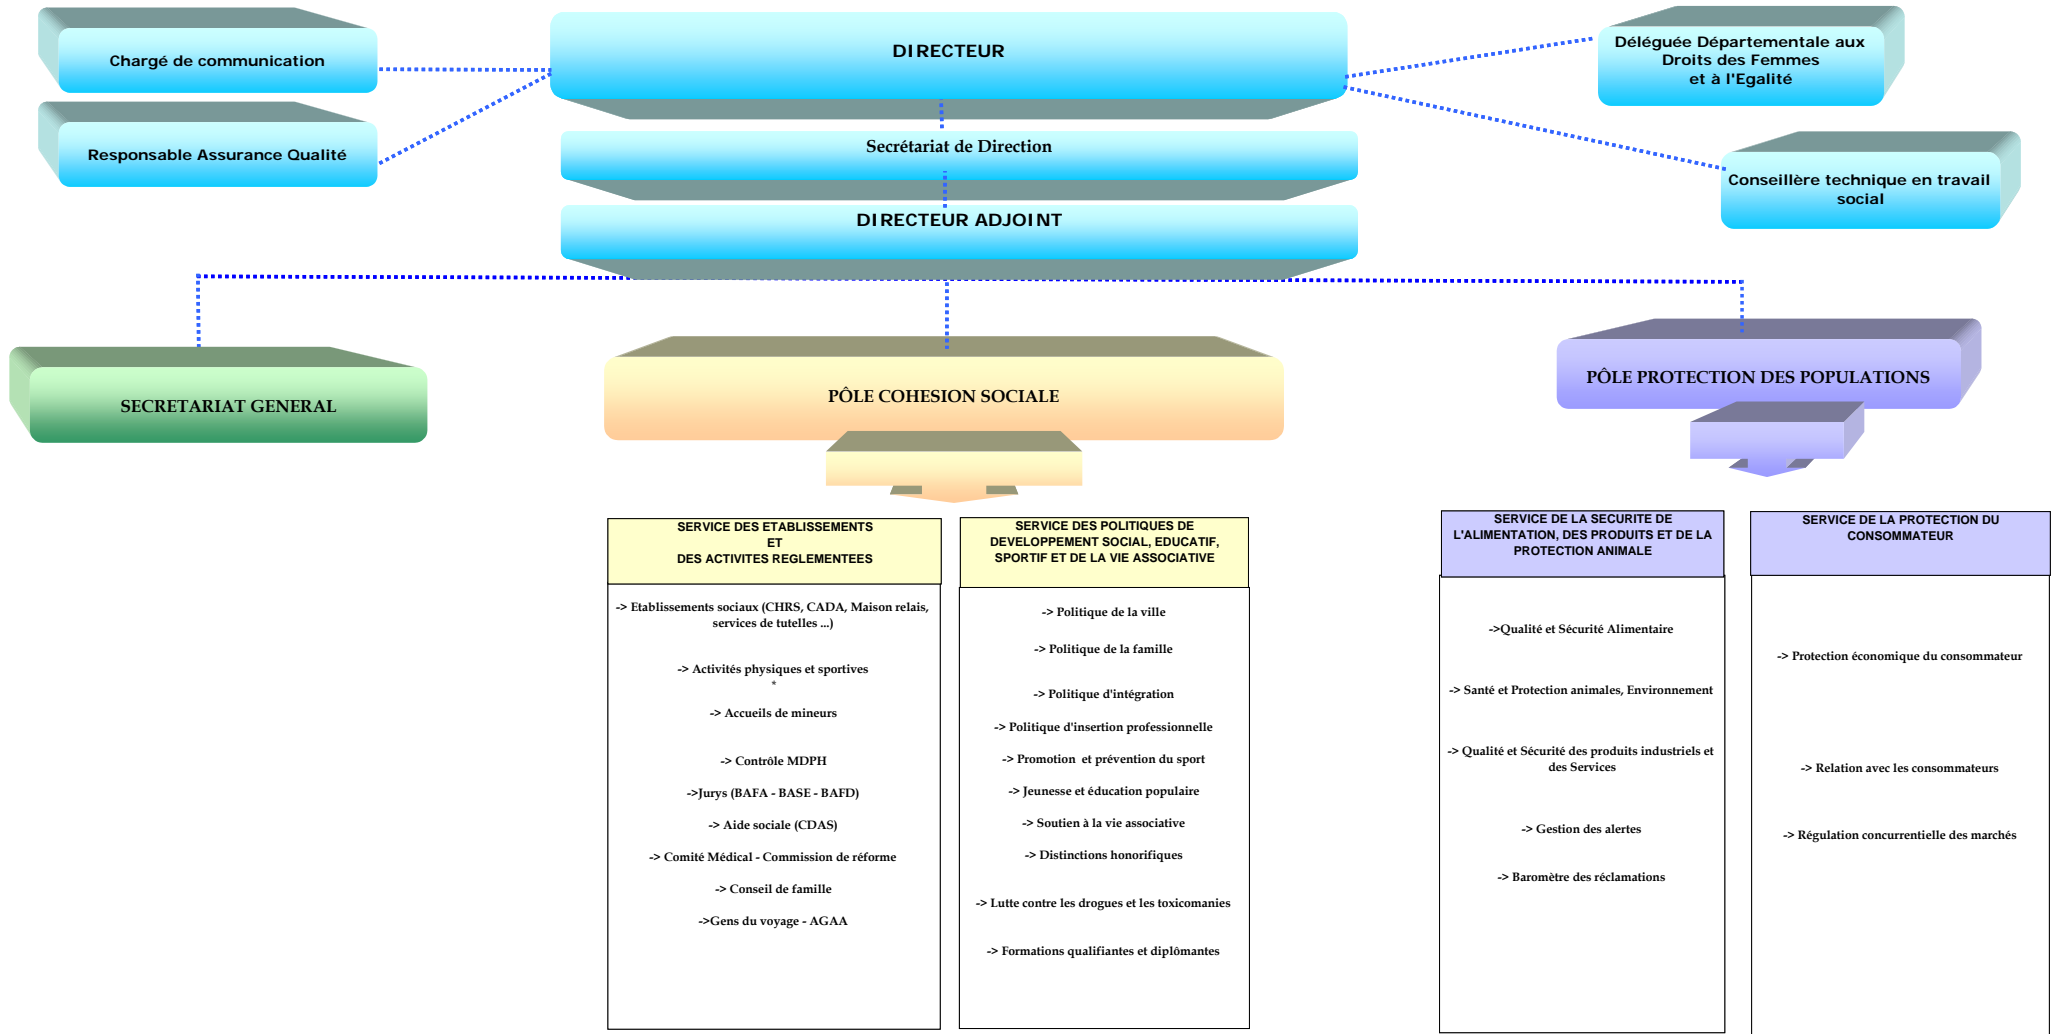 Chargé de communication
DIRECTEUR
Déléguée Départementale aux
Droits des Femmes
et à l'Egalité
Responsable Assurance Qualité
Secrétariat de Direction
Conseillère technique en travail
social
DIRECTEUR ADJOINT
SECRETARIAT GENERAL
PÔLE COHESION SOCIALE
PÔLE PROTECTION DES POPULATIONS
SERVICE DES ETABLISSEMENTS
ET
DES ACTIVITES REGLEMENTEES
-> Etablissements sociaux (CHRS, CADA, Maison relais,
services de tutelles ...)
-> Activités physiques et sportives
*
-> Accueils de mineurs
-> Contrôle MDPH
->Jurys (BAFA - BASE - BAFD)
-> Aide sociale (CDAS)
-> Comité Médical - Commission de réforme
-> Conseil de famille
->Gens du voyage - AGAA
SERVICE DES POLITIQUES DE
DEVELOPPEMENT SOCIAL, EDUCATIF,
SPORTIF ET DE LA VIE ASSOCIATIVE
-> Politique de la ville
-> Politique de la famille
-> Politique d'intégration
-> Politique d'insertion professionnelle
-> Promotion  et prévention du sport
-> Jeunesse et éducation populaire
-> Soutien à la vie associative
-> Distinctions honorifiques
-> Lutte contre les drogues et les toxicomanies
-> Formations qualifiantes et diplômantes
SERVICE DE LA SECURITE DE
L'ALIMENTATION, DES PRODUITS ET DE LA
PROTECTION ANIMALE
->Qualité et Sécurité Alimentaire
-> Santé et Protection animales, Environnement
-> Qualité et Sécurité des produits industriels et
des Services
-> Gestion des alertes
-> Baromètre des réclamations
SERVICE DE LA PROTECTION DU
CONSOMMATEUR
-> Protection économique du consommateur
-> Relation avec les consommateurs
-> Régulation concurrentielle des marchés